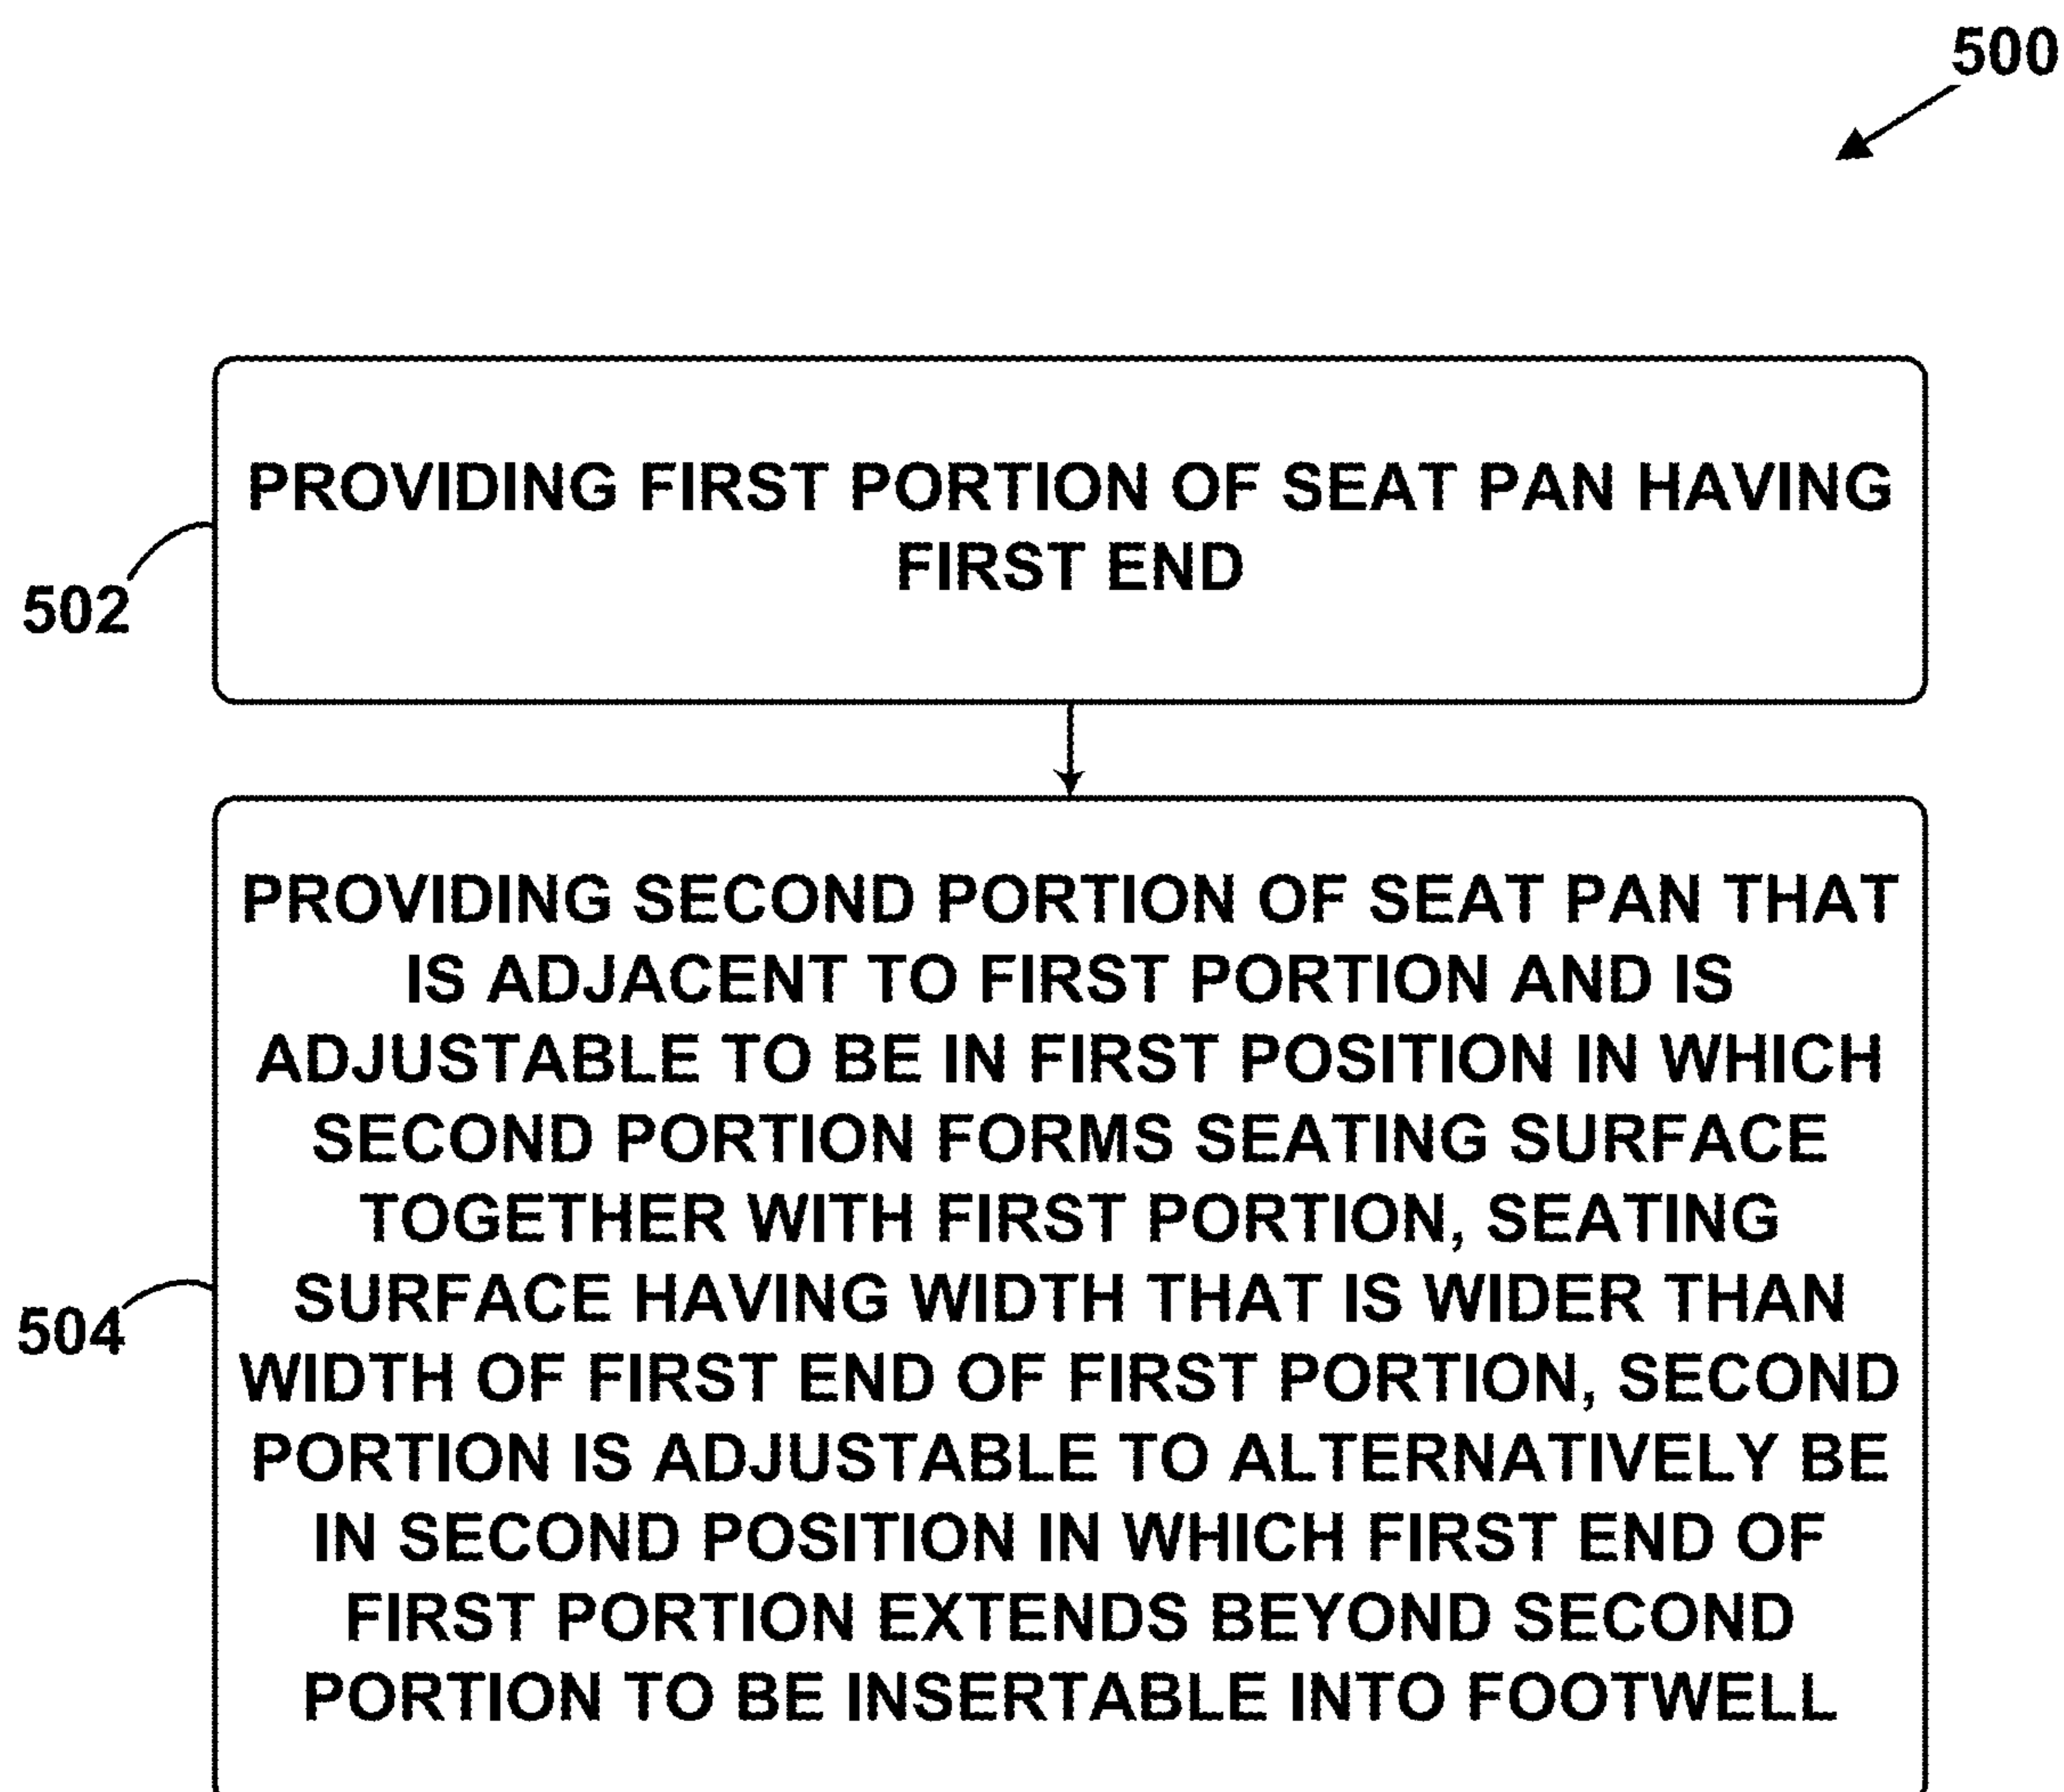 500
PROVIDING FIRST PORTION OF SEAT PAN HAVING
FIRST END
502
PROVIDING SECOND PORTION OF SEAT PAN THAT
IS ADJACENT TO FIRST PORTION AND IS
ADJUSTABLE TO BE IN FIRST POSITION IN WHICH
SECOND PORTION FORMS SEATING SURFACE
TOGETHER WITH FIRST PORTION, SEATING
SURFACE HAVING WIDTH THAT IS WIDER THAN
WIDTH OF FIRST END OF FIRST PORTION, SECOND
PORTION IS ADJUSTABLE TO ALTERNATIVELY BE
IN SECOND POSITION IN WHICH FIRST END OF
FIRST PORTION EXTENDS BEYOND SECOND
PORTION TO BE INSERTABLE INTO FOOTWELL
504